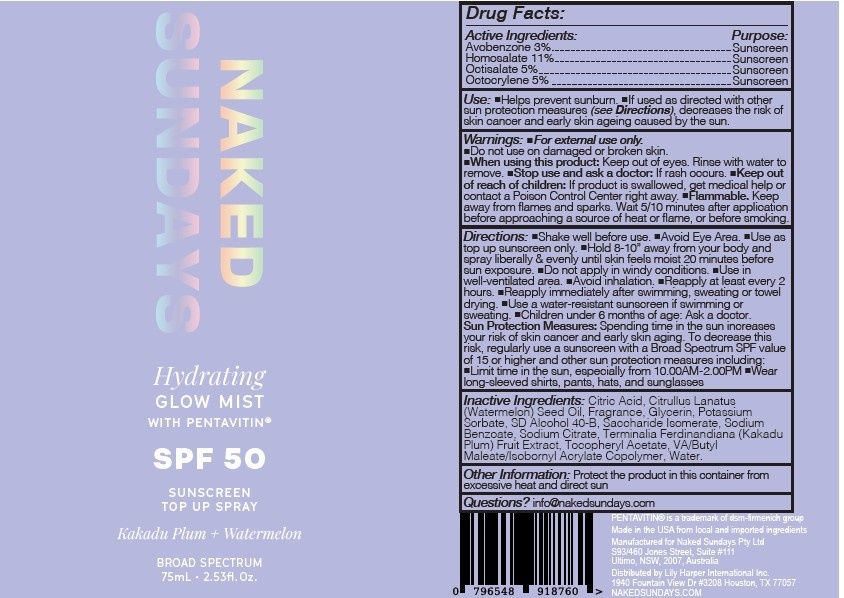 NAKED
SUNDAYS
Hydrating
GLOW MIST
WITH PENTAVITIN®
SPF 50
SUNSCREEN
TOP UP SPRAY
Kakadu Plum + Watermelon
BROAD SPECTRUM
75mL • 2.53fl. Oz.
Drug Facts:
Active Ingredients: Purpose:
Avobenzone 3% Sunscreen
Homosalate 11% Sunscreen
Octisalate 5% Sunscreen
Octocrylene 5% Sunscreen
Use: ■Helps prevent sunburn. ■If used as directed with other
sun protection measures (see Directions), decreases the risk of
skin cancer and early skin ageing caused by the sun.
Warnings: ■For external use only.
■Do not use on damaged or broken skin.
■When using this product: Keep out of eyes. Rinse with water to
remove. ■Stop use and ask a doctor: If rash occurs. ■Keep out
of reach of children: If product is swallowed, get medical help or
contact a Poison Control Center right away. ■Flammable. Keep
away from flames and sparks. Wait 5/10 minutes after application
before approaching a source of heat or flame, or before smoking.
Directions: ■Shake well before use. ■Avoid Eye Area. ■Use as
top up sunscreen only. ■Hold 8-10" away from your body and
spray liberally & evenly until skin feels moist 20 minutes before
sun exposure. ■Do not apply in windy conditions. ■Use in
well-ventilated area. ■Avoid inhalation. ■Reapply at least every 2
hours. ■Reapply immediately after swimming, sweating or towel
drying. ■Use a water-resistant sunscreen if swimming or
sweating. ■Children under 6 months of age: Ask a doctor.
Sun Protection Measures: Spending time in the sun increases
your risk of skin cancer and early skin aging. To decrease this
risk, regularly use a sunscreen with a Broad Spectrum SPF value
of 15 or higher and other sun protection measures including:
■Limit time in the sun, especially from 10.00AM-2.00PM ■Wear
long-sleeved shirts, pants, hats, and sunglasses
Inactive Ingredients: Citric Acid, Citrullus Lanatus
(Watermelon) Seed Oil, Fragrance, Glycerin, Potassium
Sorbate, SD Alcohol 40-B, Saccharide Isomerate, Sodium
Benzoate, Sodium Citrate, Terminalia Ferdinandiana (Kakadu
Plum) Fruit Extract, Tocopheryl Acetate, VA/Butyl
Maleate/Isobornyl Acrylate Copolymer, Water.
Other Information: Protect the product in this container from
excessive heat and direct sun
Questions? info@nakedsundays.com
PENTAVITIN® is a trademark of dsm-firmenich group
Made in the USA from local and imported ingredients
Manufactured for Naked Sundays Pty Ltd
S93/460 Jones Street, Suite #111
Ultimo, NSW, 2007, Australia
Distributed by Lily Harper International Inc.
1940 Fountain View Dr #3208 Houston, TX 77057
NAKEDSUNDAYS.COM
0 796548 918760 >